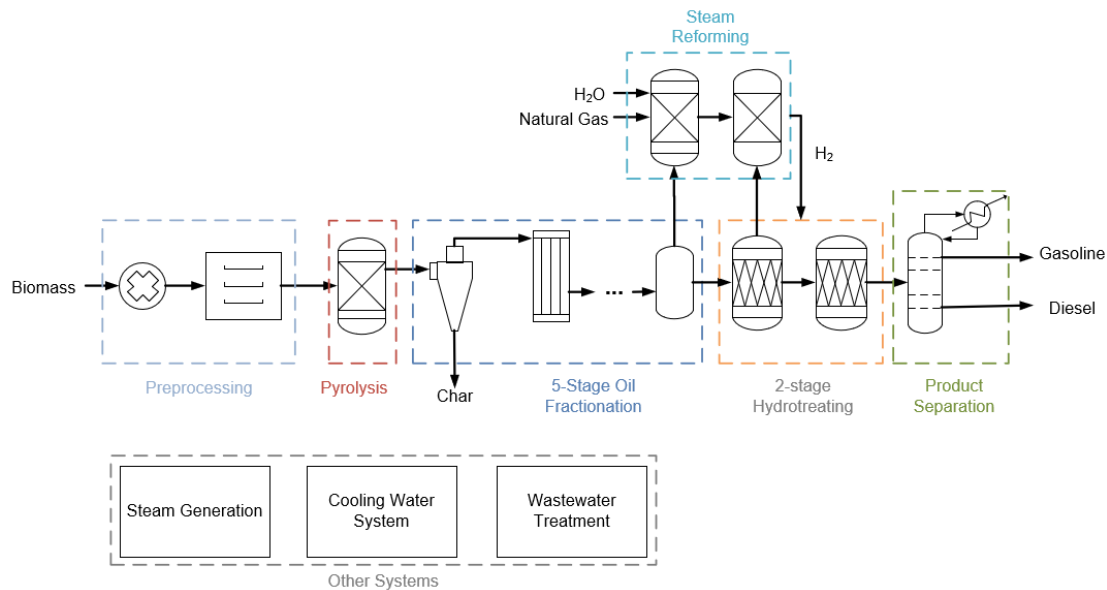 Steam
Reforming
H₂O
Natural Gas
H₂
Biomass
Gasoline
Diesel
...
Char
Preprocessing
Pyrolysis
5-Stage Oil
Fractionation
2-stage
Hydrotreating
Product
Separation
Steam Generation
Cooling Water
System
Wastewater
Treatment
Other Systems